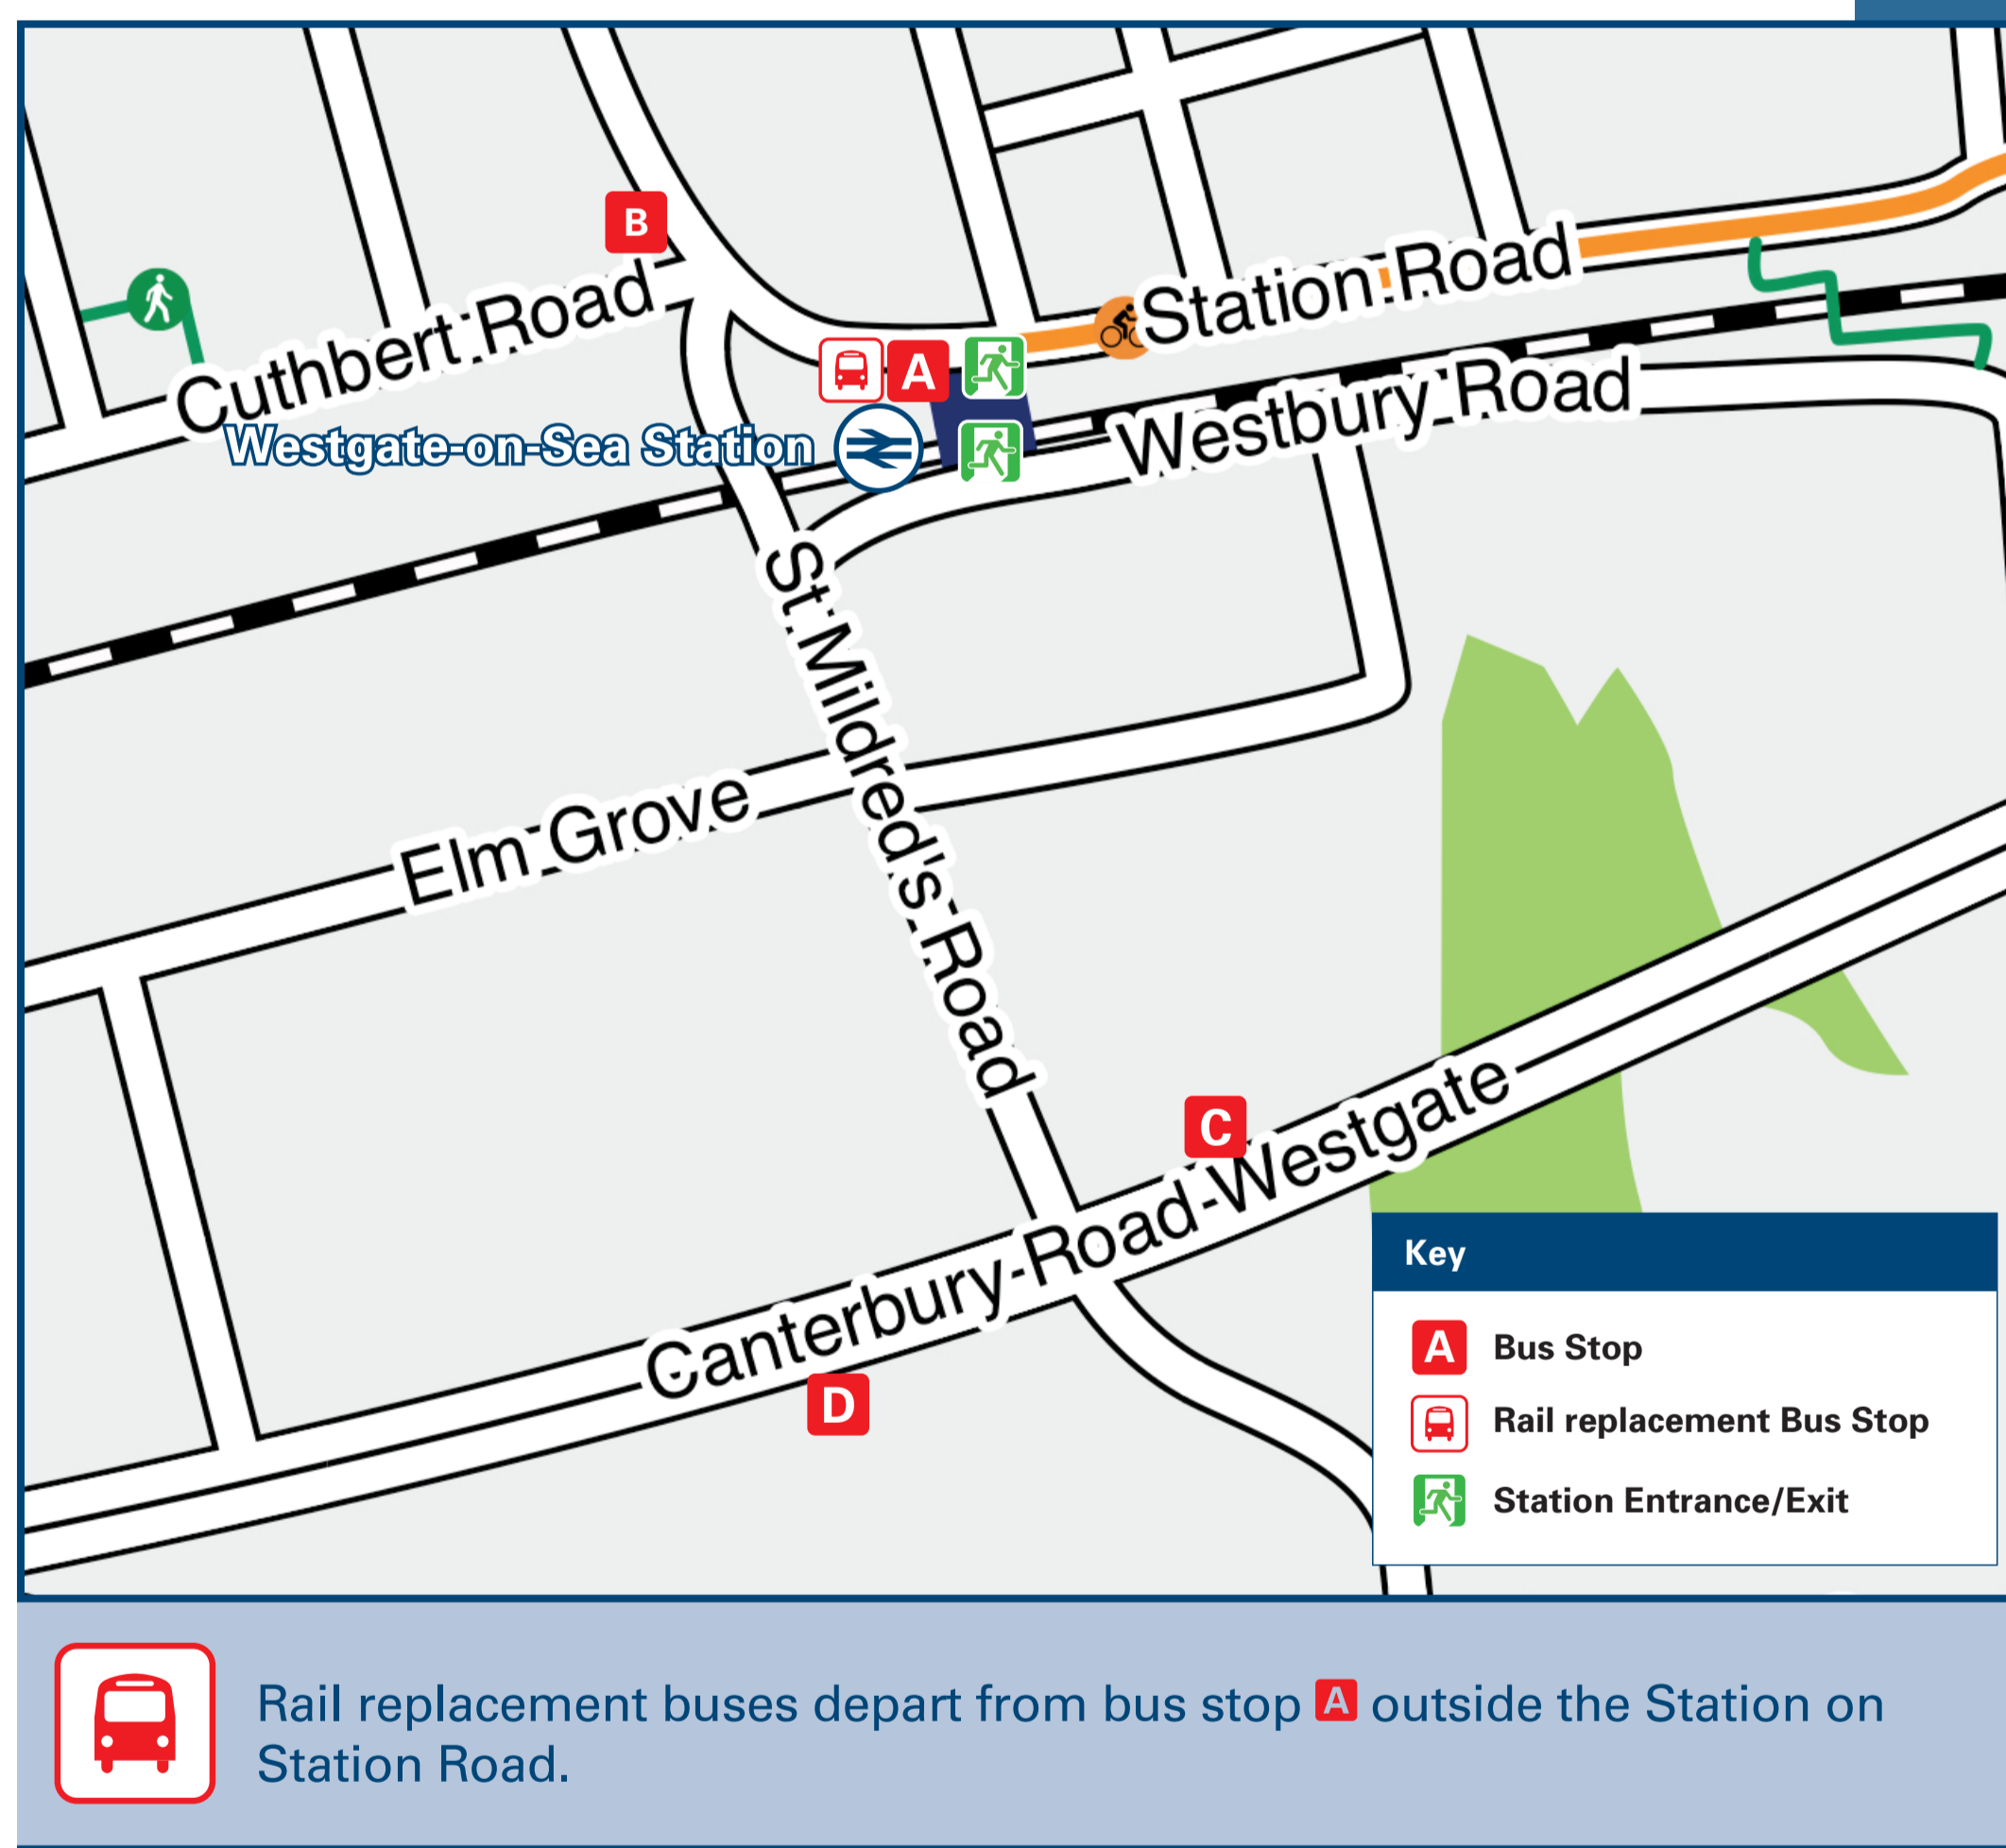 B
Cuthbert Road
Station Road
A
Westbury Road
Westgate-on-Sea Station
St Mildred's Road
Elm Grove
C
Canterbury Road Westgate
D
Key
A Bus Stop
Rail replacement Bus Stop
Station Entrance/Exit
Rail replacement buses depart from bus stop A outside the Station on
Station Road.